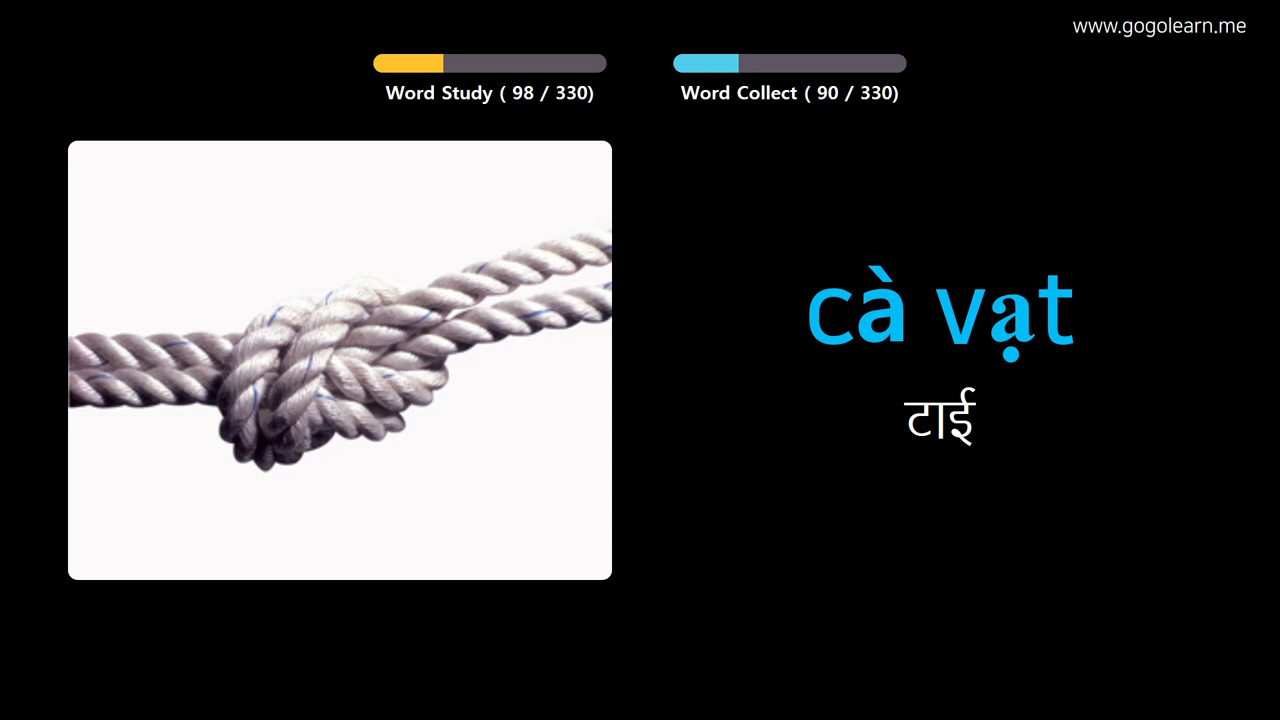 www.gogolearn.me
Word Study ( 98 / 330)
Word Collect ( 90 / 330)
cà vạt
टाई